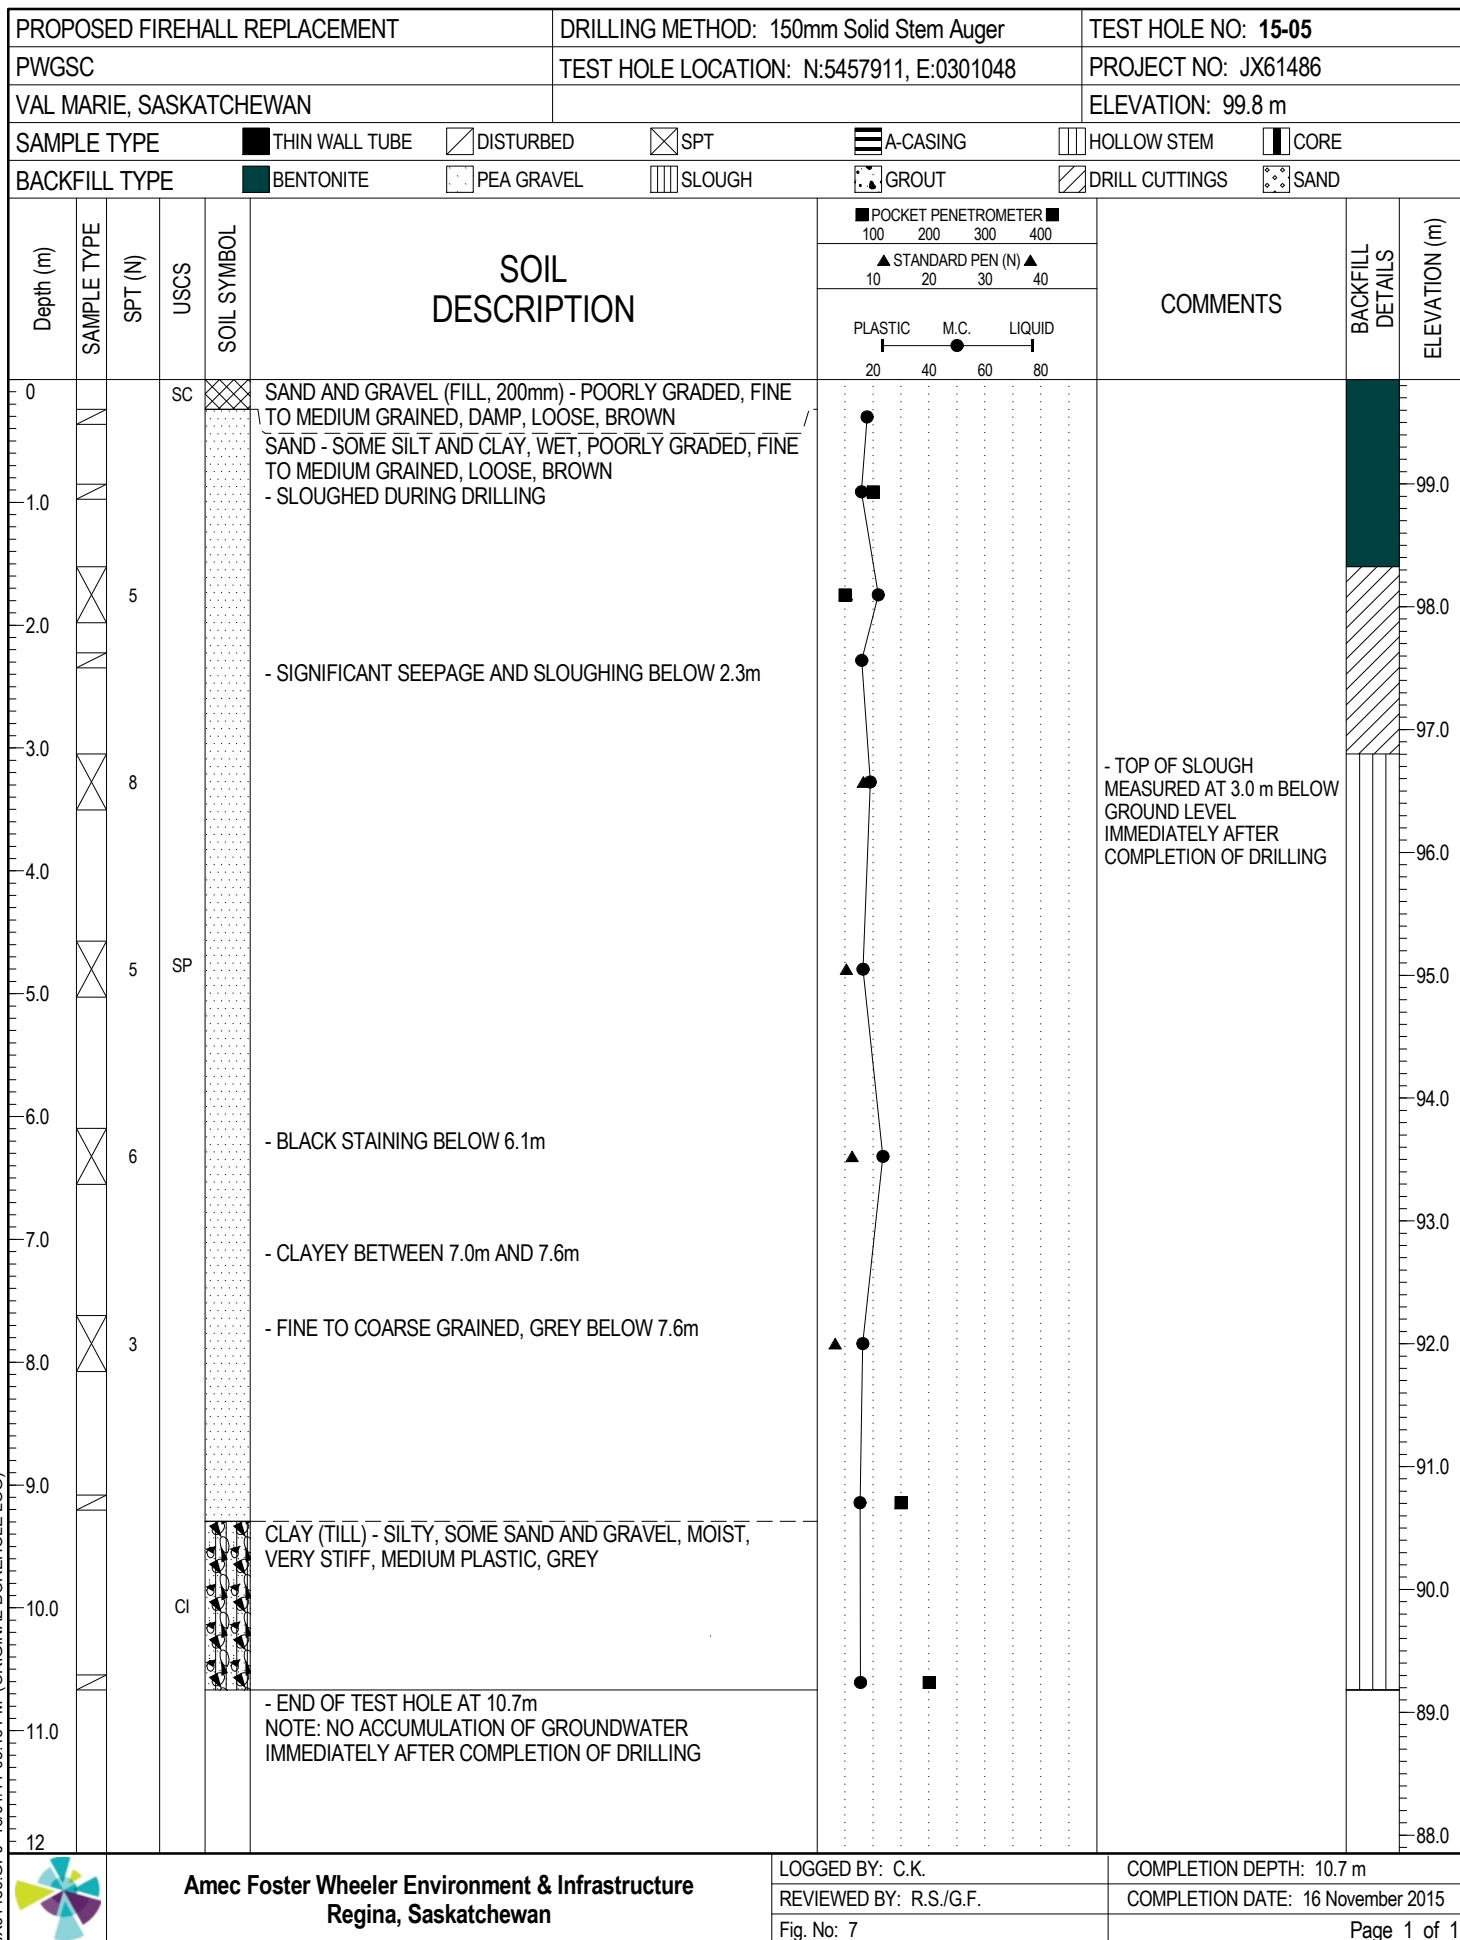 PROPOSED FIREHALL REPLACEMENT
DRILLING METHOD: 150mm Solid Stem Auger
TEST HOLE NO: 15-05
PWGSC
TEST HOLE LOCATION: N:5457911, E:0301048
PROJECT NO: JX61486
VAL MARIE, SASKATCHEWAN
ELEVATION: 99.8 m
SAMPLE TYPE
THIN WALL TUBE
DISTURBED
SPT
A-CASING
HOLLOW STEM
CORE
BACKFILL TYPE
BENTONITE
PEA GRAVEL
SLOUGH
GROUT
DRILL CUTTINGS
SAND
Depth (m)
SAMPLE TYPE
SPT (N)
USCS
SOIL SYMBOL
SOIL
DESCRIPTION
POCKET PENETROMETER
100 200 300 400
STANDARD PEN (N)
10 20 30 40
PLASTIC M.C. LIQUID
20 40 60 80
COMMENTS
BACKFILL
DETAILS
ELEVATION (m)
0
1.0
2.0
3.0
4.0
5.0
6.0
7.0
8.0
9.0
10.0
11.0
12
5
8
5
6
3
SC
SP
CI
SAND AND GRAVEL (FILL, 200mm) - POORLY GRADED, FINE
TO MEDIUM GRAINED, DAMP, LOOSE, BROWN
SAND - SOME SILT AND CLAY, WET, POORLY GRADED, FINE
TO MEDIUM GRAINED, LOOSE, BROWN
- SLOUGHED DURING DRILLING
- SIGNIFICANT SEEPAGE AND SLOUGHING BELOW 2.3m
- BLACK STAINING BELOW 6.1m
- CLAYEY BETWEEN 7.0m AND 7.6m
- FINE TO COARSE GRAINED, GREY BELOW 7.6m
CLAY (TILL) - SILTY, SOME SAND AND GRAVEL, MOIST,
VERY STIFF, MEDIUM PLASTIC, GREY
- END OF TEST HOLE AT 10.7m
NOTE: NO ACCUMULATION OF GROUNDWATER
IMMEDIATELY AFTER COMPLETION OF DRILLING
- TOP OF SLOUGH
MEASURED AT 3.0 m BELOW
GROUND LEVEL
IMMEDIATELY AFTER
COMPLETION OF DRILLING
99.0
98.0
97.0
96.0
95.0
94.0
93.0
92.0
91.0
90.0
89.0
88.0
Amec Foster Wheeler Environment & Infrastructure
Regina, Saskatchewan
LOGGED BY: C.K.
COMPLETION DEPTH: 10.7 m
REVIEWED BY: R.S./G.F.
COMPLETION DATE: 16 November 2015
Fig. No: 7
Page 1 of 1